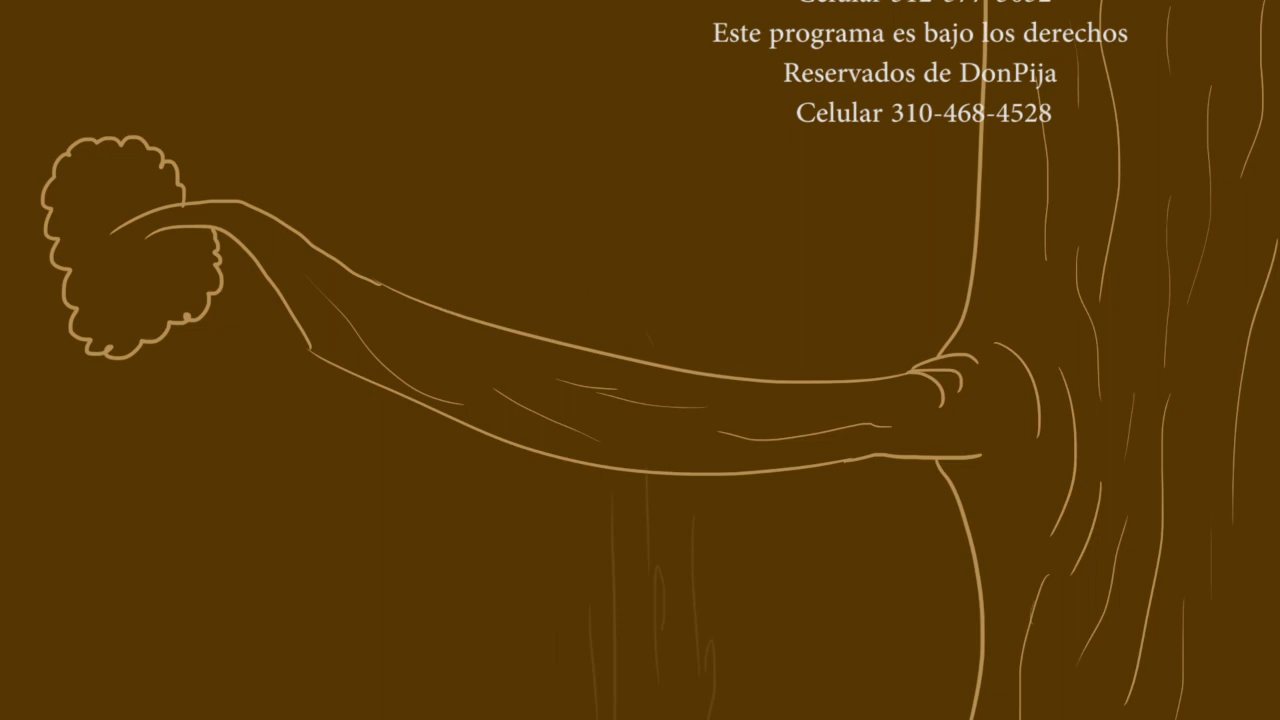 Este programa es bajo los derechos
Reservados de DonPija
Celular 310-468-4528